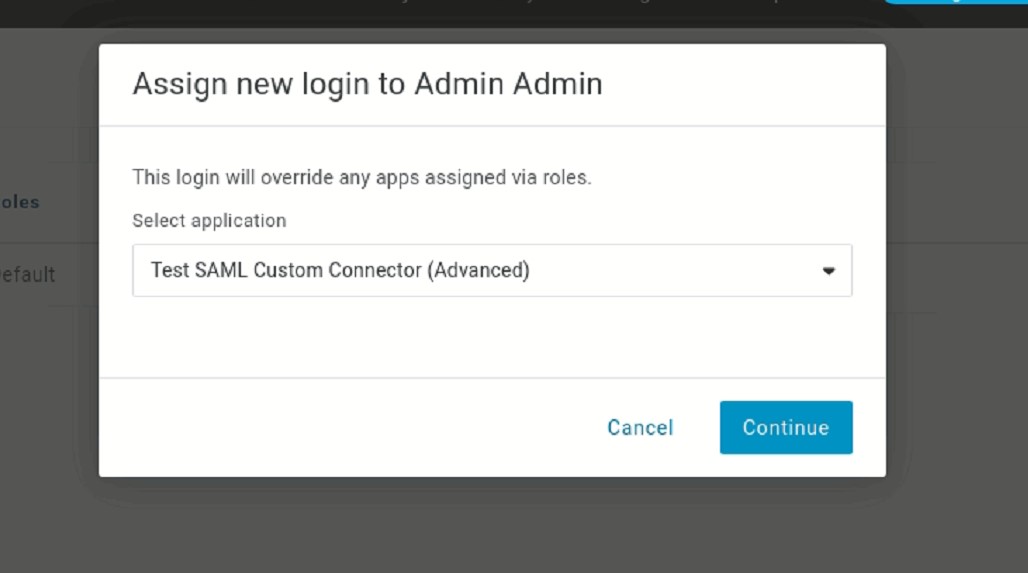 Assign new login to Admin Admin
This login will override any apps assigned via roles.
oles
Select application
Test SAML Custom Connector (Advanced)
efault
Cancel
Continue